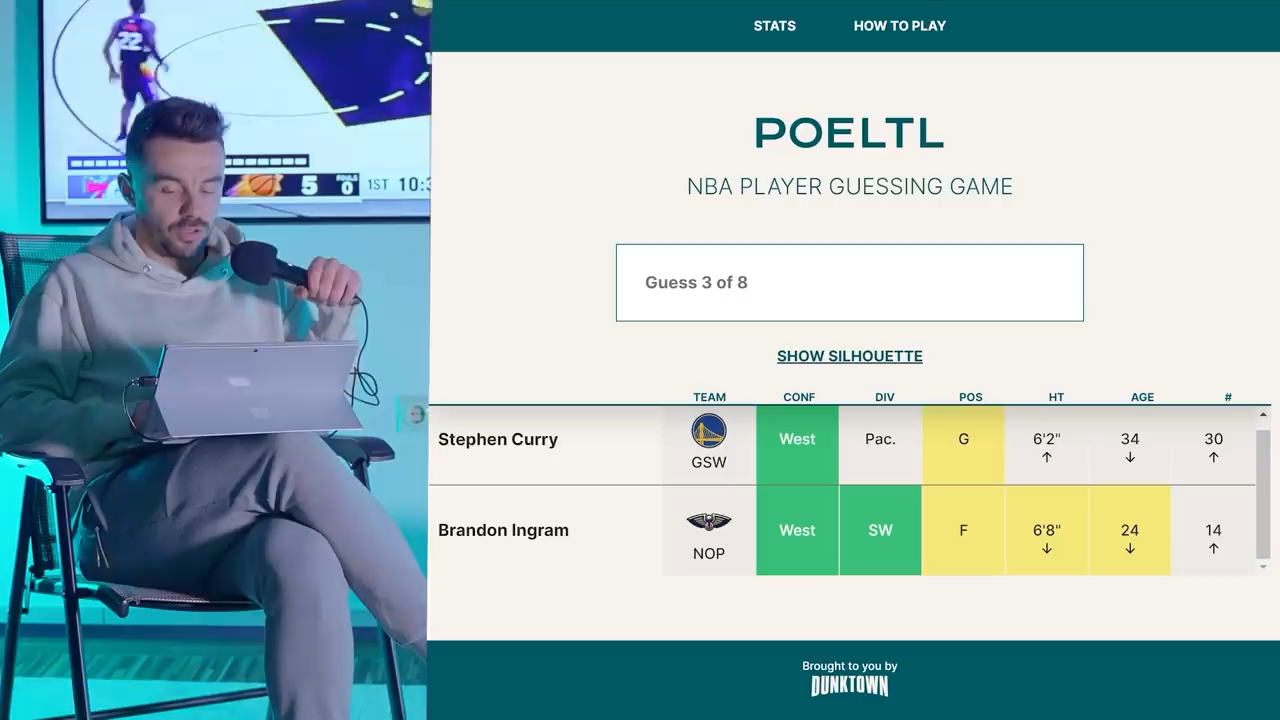 22
5
FOULS
0
1ST 10:3
STATS HOW TO PLAY
POELTL
NBA PLAYER GUESSING GAME
Guess 3 of 8
SHOW SILHOUETTE
TEAM CONF DIV POS HT AGE #
Stephen Curry GSW West Pac. G 6'2" ↑ 34 ↓ 30 ↑
Brandon Ingram NOP West SW F 6'8" ↓ 24 ↓ 14 ↑
Brought to you by
DUNKTOWN